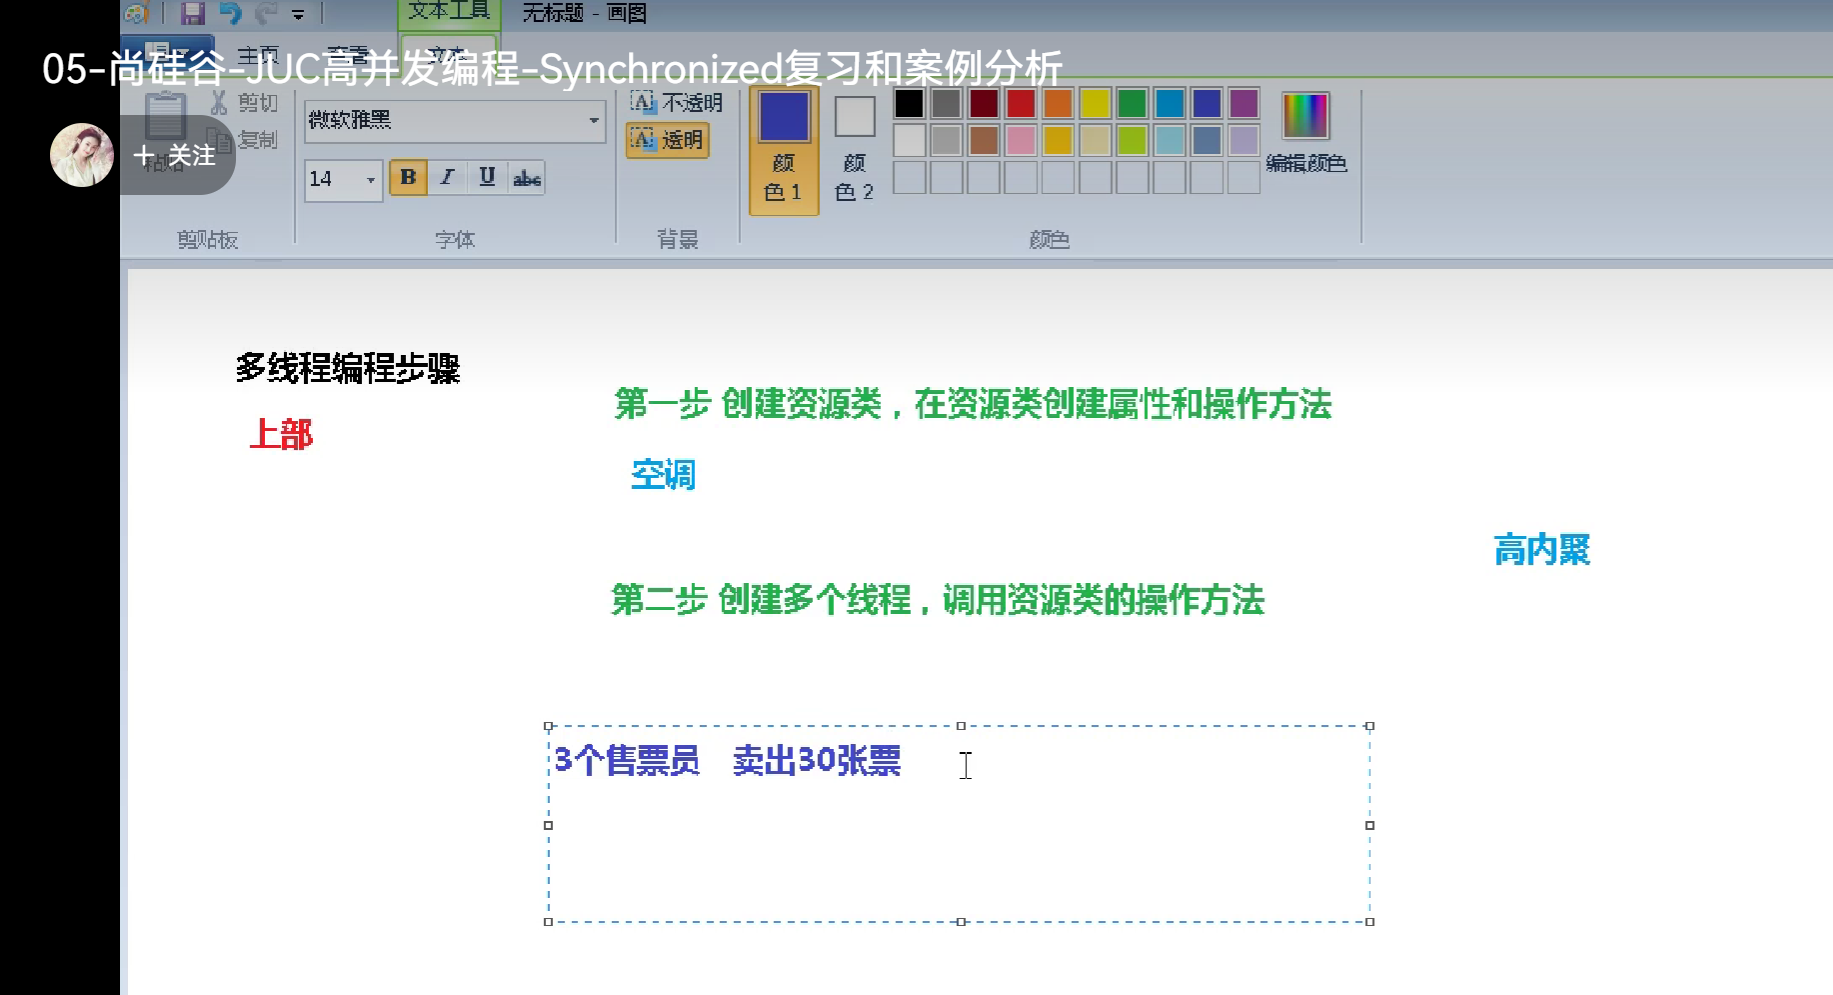 文本工具
无标题 - 画图
主页
查看
文本
05-尚硅谷-JUC高并发编程-Synchronized复习和案例分析
剪切
复制
粘贴
+ 关注
剪贴板
微软雅黑
14
B I U abc
字体
不透明
透明
背景
颜色 1
颜色 2
编辑颜色
颜色
多线程编程步骤
上部
第一步 创建资源类，在资源类创建属性和操作方法
空调
高内聚
第二步 创建多个线程，调用资源类的操作方法
3个售票员 卖出30张票